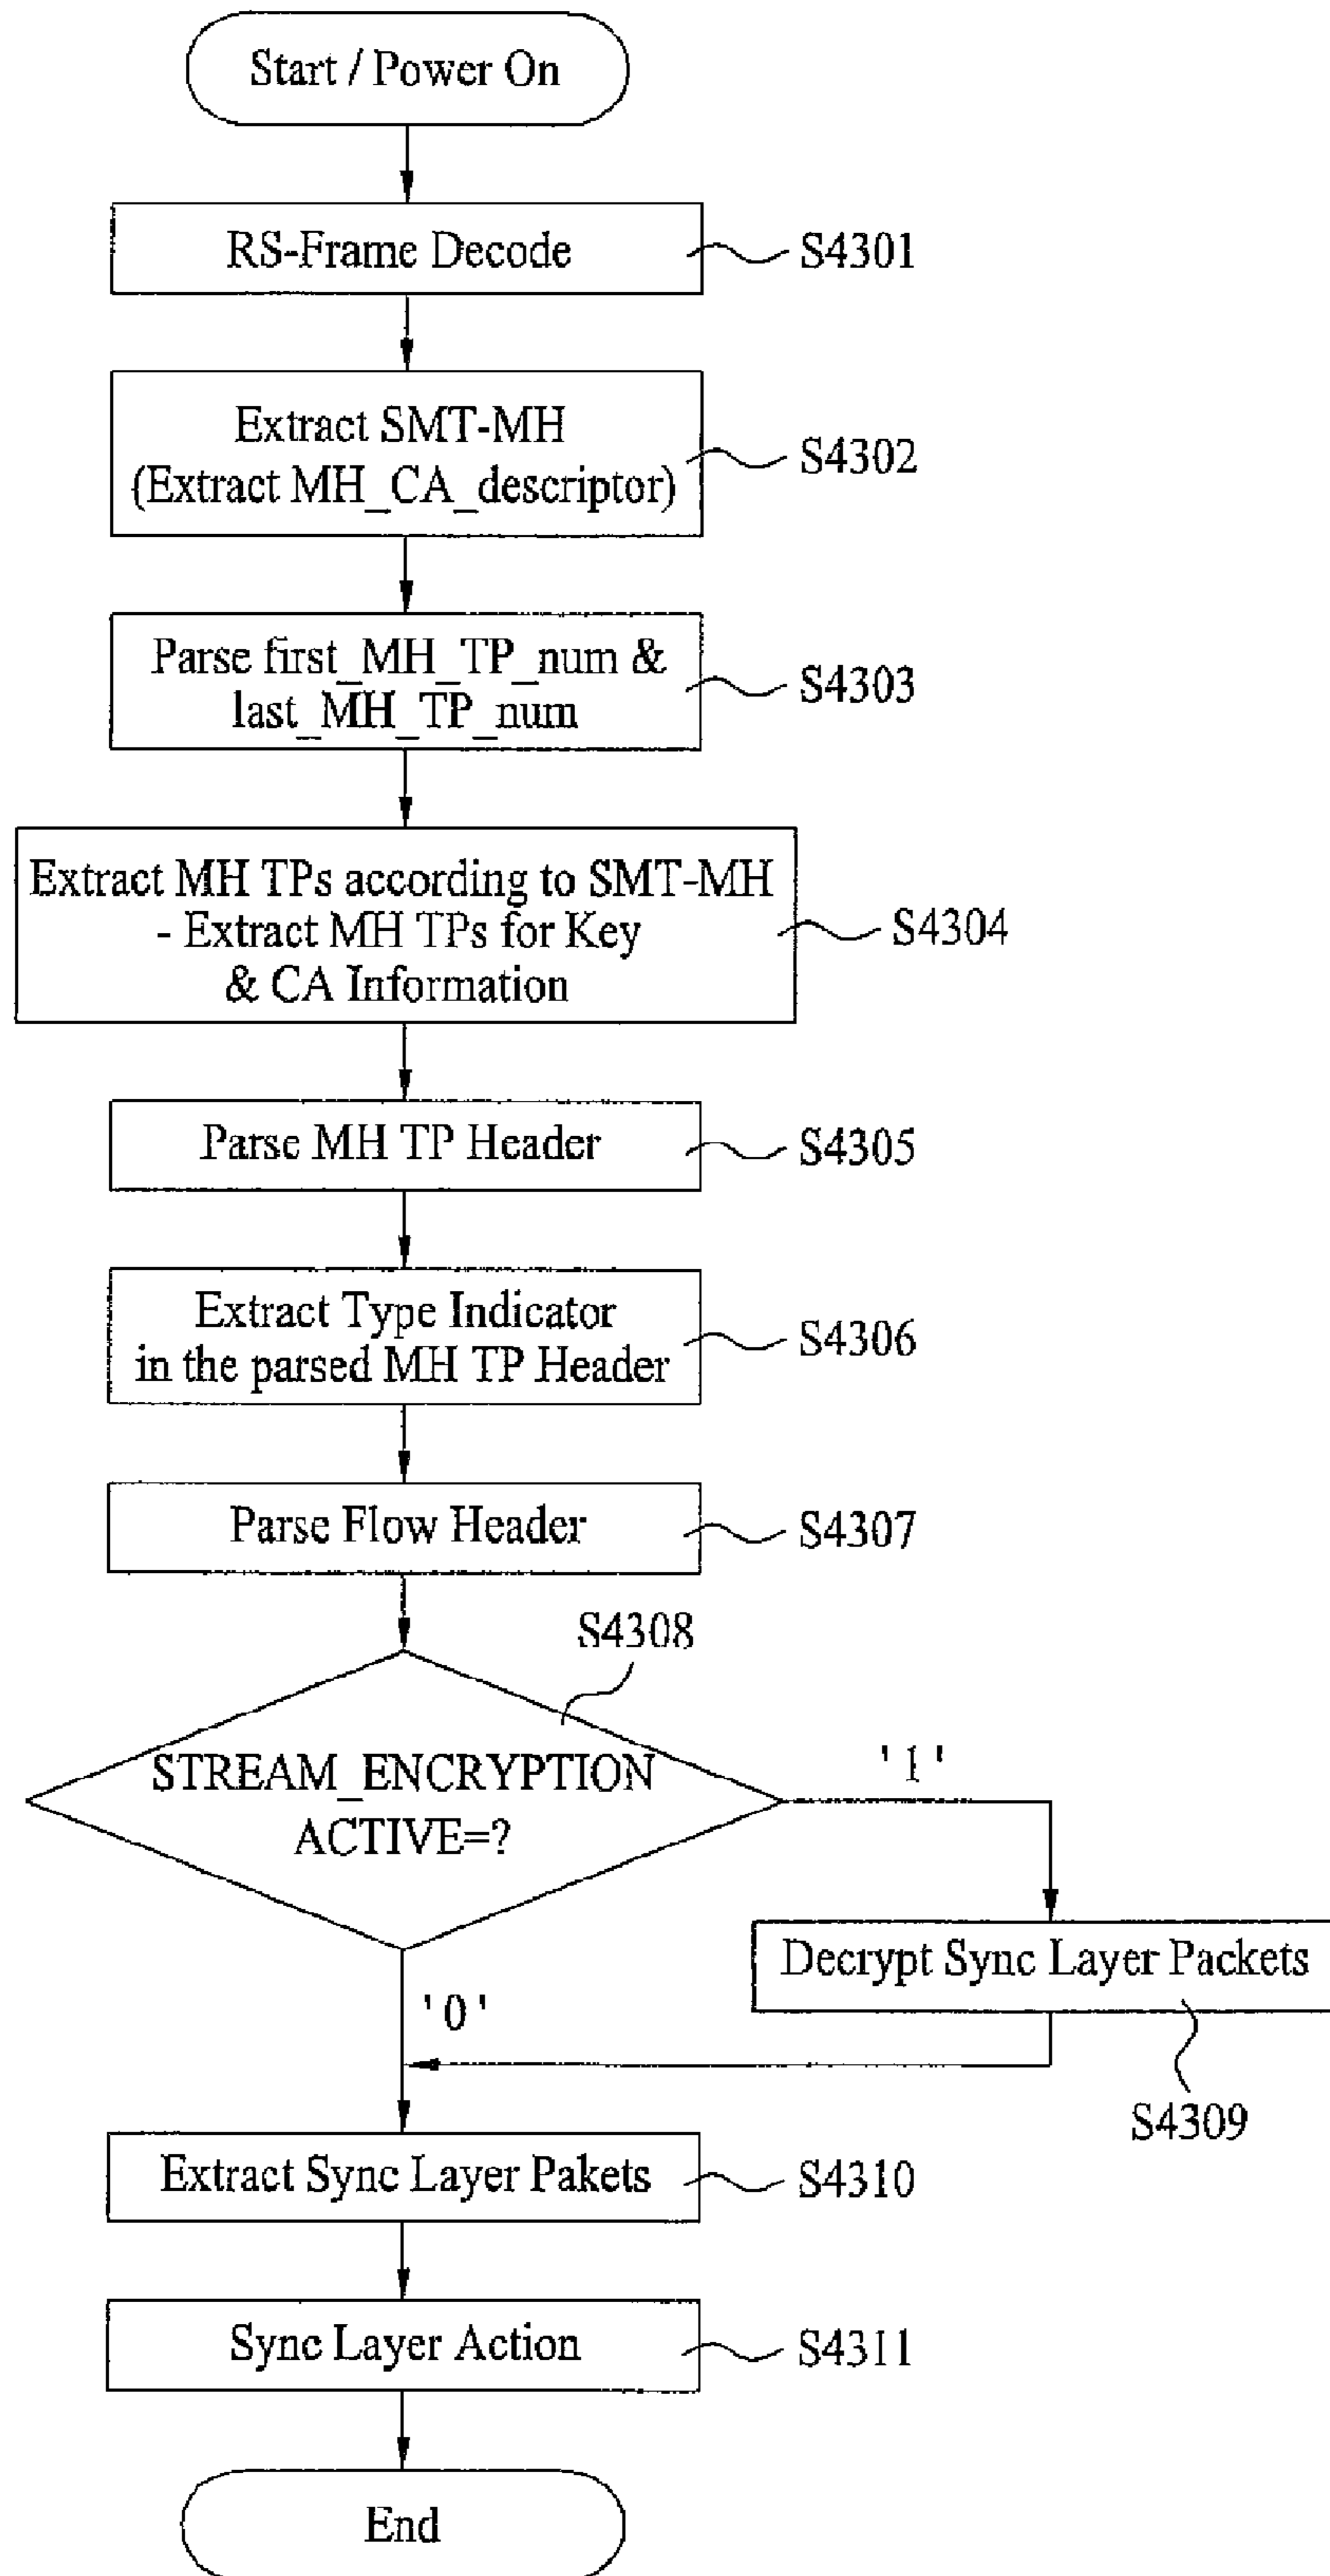 Start / Power On
RS-Frame Decode
S4301
Extract SMT-MH
(Extract MH_CA_descriptor)
S4302
Parse first_MH_TP_num &
last_MH_TP_num
S4303
Extract MH TPs according to SMT-MH
- Extract MH TPs for Key
& CA Information
S4304
Parse MH TP Header
S4305
Extract Type Indicator
in the parsed MH TP Header
S4306
Parse Flow Header
S4307
S4308
STREAM_ENCRYPTION
ACTIVE=?
'1'
Decrypt Sync Layer Packets
'0'
S4309
Extract Sync Layer Pakets
S4310
Sync Layer Action
S4311
End